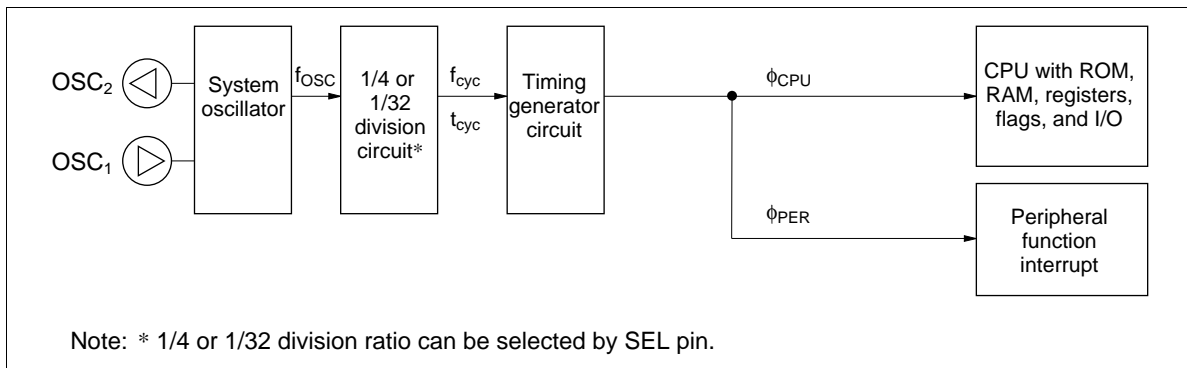 OSC₂
OSC₁
System
oscillator
fOSC
1/4 or
1/32
division
circuit*
fcyc
tcyc
Timing
generator
circuit
ϕCPU
CPU with ROM,
RAM, registers,
flags, and I/O
ϕPER
Peripheral
function
interrupt
Note: * 1/4 or 1/32 division ratio can be selected by SEL pin.